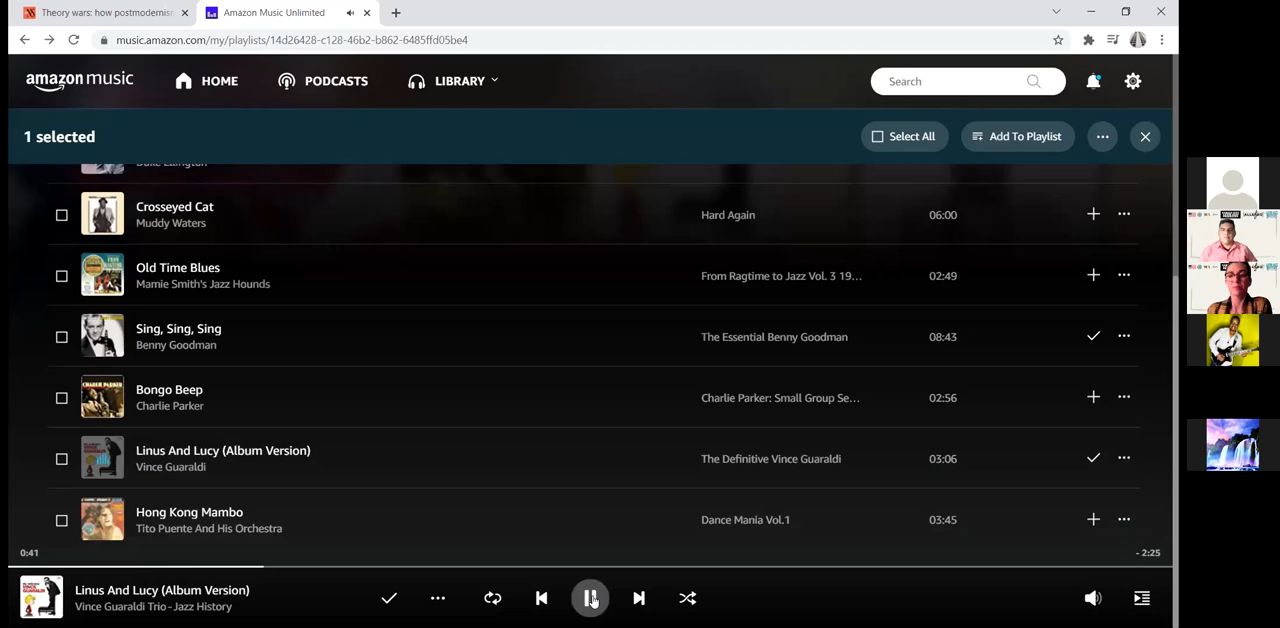 Theory wars: how postmodernis
Amazon Music Unlimited
music.amazon.com/my/playlists/14d26428-c128-46b2-b862-6485ffd05be4
amazon music
HOME
PODCASTS
LIBRARY
Search
1 selected
Select All
Add To Playlist
Duke Ellington
Crosseyed Cat
Muddy Waters
Hard Again
06:00
Old Time Blues
Mamie Smith's Jazz Hounds
From Ragtime to Jazz Vol. 3 19...
02:49
Sing, Sing, Sing
Benny Goodman
The Essential Benny Goodman
08:43
Bongo Beep
Charlie Parker
Charlie Parker: Small Group Se...
02:56
Linus And Lucy (Album Version)
Vince Guaraldi
The Definitive Vince Guaraldi
03:06
Hong Kong Mambo
Tito Puente And His Orchestra
Dance Mania Vol.1
03:45
0:41
- 2:25
Linus And Lucy (Album Version)
Vince Guaraldi Trio - Jazz History